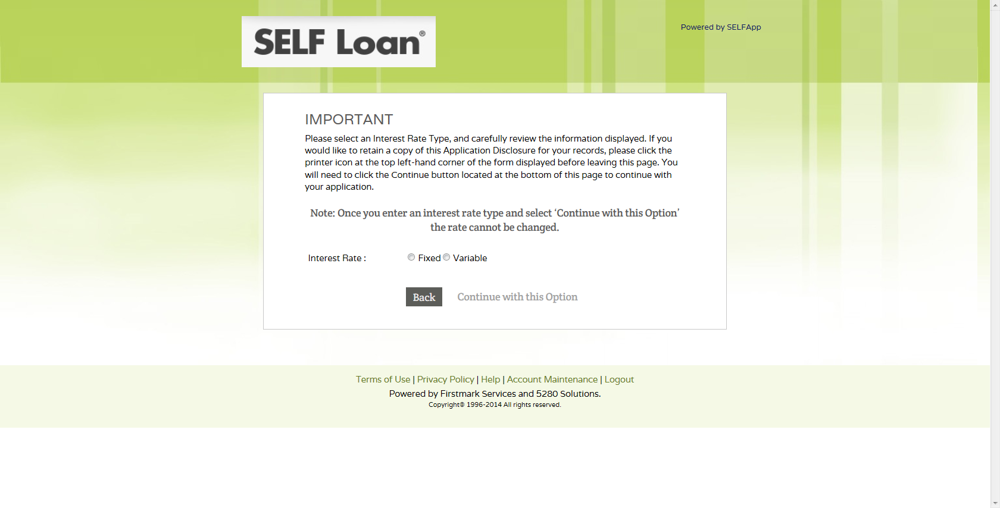 SELF Loan®
Powered by SELFApp
IMPORTANT
Please select an Interest Rate Type, and carefully review the information displayed. If you
would like to retain a copy of this Application Disclosure for your records, please click the
printer icon at the top left-hand corner of the form displayed before leaving this page. You
will need to click the Continue button located at the bottom of this page to continue with
your application.
Note: Once you enter an interest rate type and select ‘Continue with this Option’
the rate cannot be changed.
Interest Rate : Fixed Variable
Back Continue with this Option
Terms of Use | Privacy Policy | Help | Account Maintenance | Logout
Powered by Firstmark Services and 5280 Solutions.
Copyright© 1996-2014 All rights reserved.